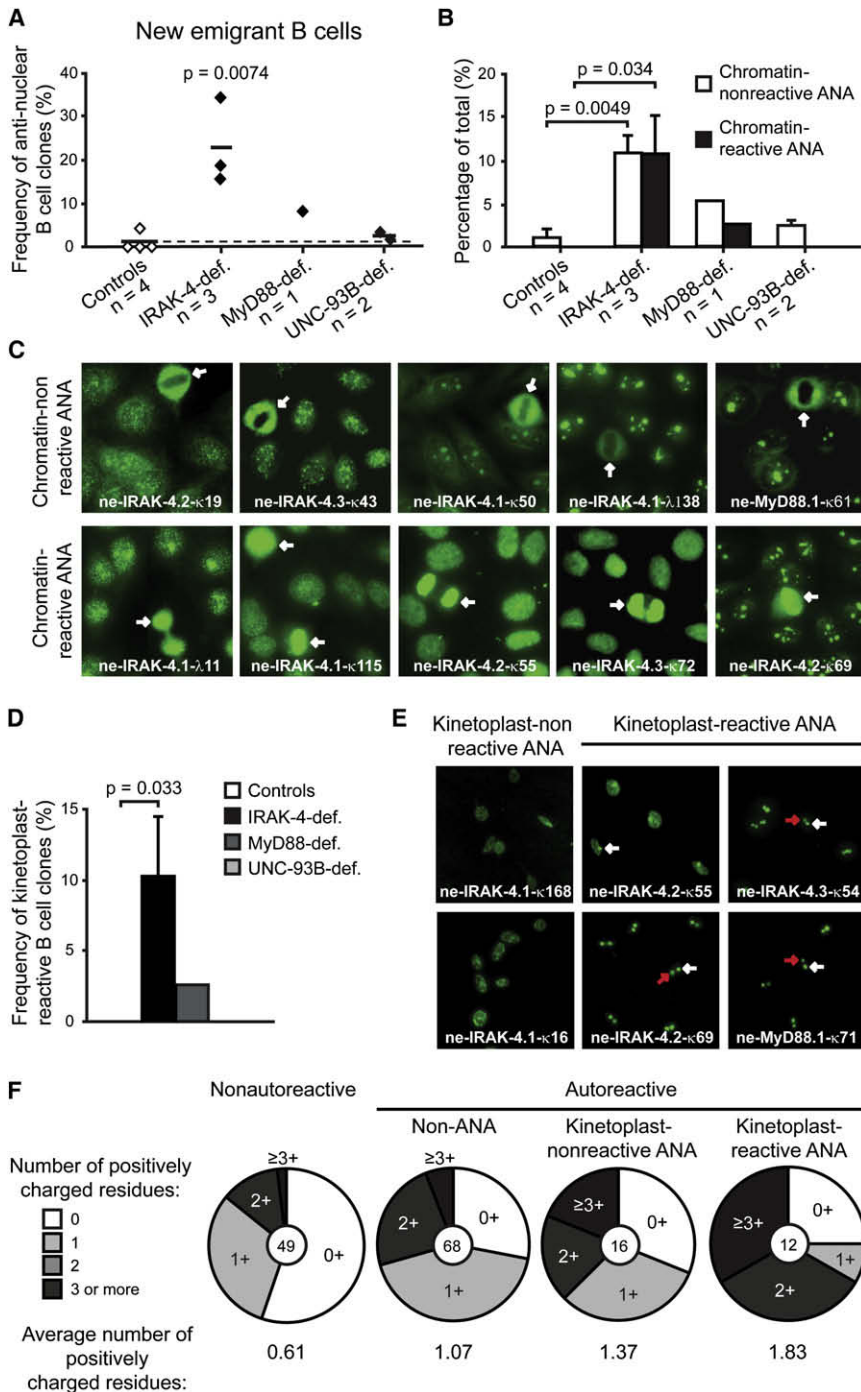 A
New emigrant B cells
Frequency of anti-nuclear
B cell clones (%)
40
30
20
10
0
p = 0.0074
Controls
n = 4
IRAK-4-def.
n = 3
MyD88-def.
n = 1
UNC-93B-def.
n = 2
B
Percentage of total (%)
20
15
10
5
0
p = 0.034
p = 0.0049
Chromatin-
nonreactive ANA
Chromatin-
reactive ANA
Controls
n = 4
IRAK-4-def.
n = 3
MyD88-def.
n = 1
UNC-93B-def.
n = 2
C
Chromatin-non
reactive ANA
ne-IRAK-4.2-κ19
ne-IRAK-4.3-κ43
ne-IRAK-4.1-κ50
ne-IRAK-4.1-λ138
ne-MyD88.1-κ61
Chromatin-
reactive ANA
ne-IRAK-4.1-λ11
ne-IRAK-4.1-κ115
ne-IRAK-4.2-κ55
ne-IRAK-4.3-κ72
ne-IRAK-4.2-κ69
D
Frequency of kinetoplast-
reactive B cell clones (%)
15
10
5
0
p = 0.033
Controls
IRAK-4-def.
MyD88-def.
UNC-93B-def.
E
Kinetoplast-non
reactive ANA
Kinetoplast-reactive ANA
ne-IRAK-4.1-κ168
ne-IRAK-4.2-κ55
ne-IRAK-4.3-κ54
ne-IRAK-4.1-κ16
ne-IRAK-4.2-κ69
ne-MyD88.1-κ71
F
Nonautoreactive
Autoreactive
Non-ANA
Kinetoplast-
nonreactive ANA
Kinetoplast-
reactive ANA
Number of positively
charged residues:
0
1
2
3 or more
≥3+
2+
1+
0+
49
≥3+
2+
1+
0+
68
≥3+
2+
1+
0+
16
≥3+
2+
1+
0+
12
Average number of
positively
charged residues:
0.61
1.07
1.37
1.83